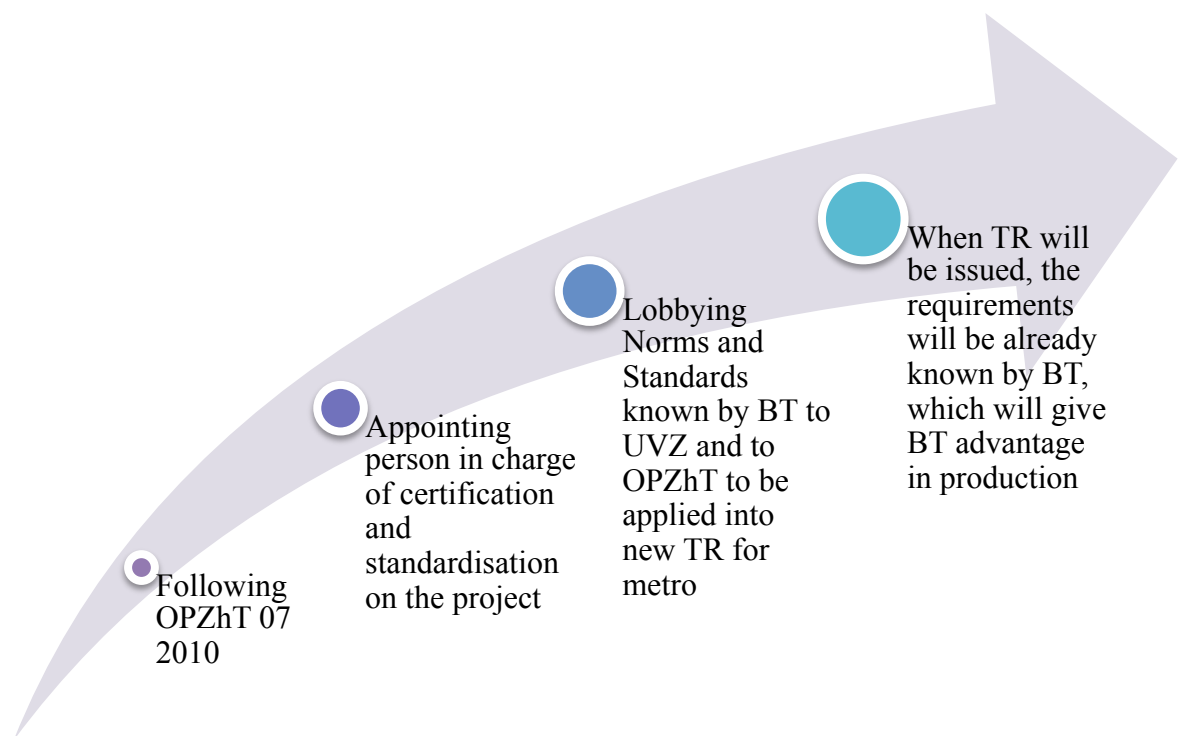 Following
OPZhT 07
2010
Appointing
person in charge
of certification
and
standardisation
on the project
Lobbying
Norms and
Standards
known by BT to
UVZ and to
OPZhT to be
applied into
new TR for
metro
When TR will
be issued, the
requirements
will be already
known by BT,
which will give
BT advantage
in production